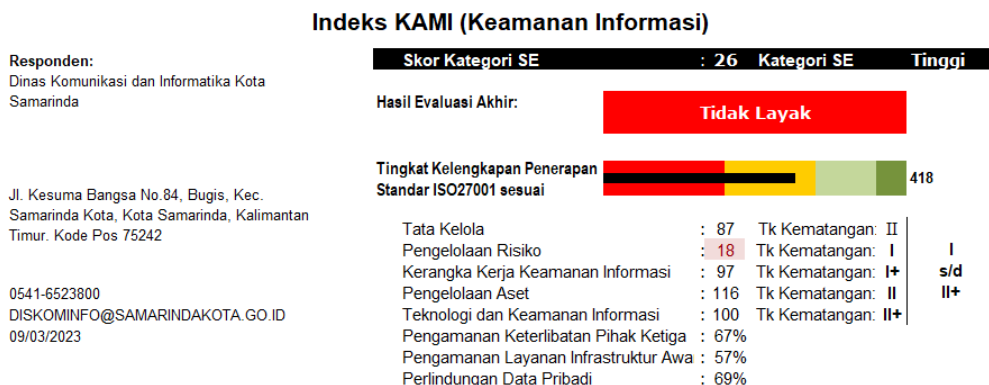 Indeks KAMI (Keamanan Informasi)
Responden:
Dinas Komunikasi dan Informatika Kota
Samarinda
Jl. Kesuma Bangsa No.84, Bugis, Kec.
Samarinda Kota, Kota Samarinda, Kalimantan
Timur. Kode Pos 75242
0541-6523800
DISKOMINFO@SAMARINDAKOTA.GO.ID
09/03/2023
Skor Kategori SE : 26 Kategori SE Tinggi
Hasil Evaluasi Akhir: Tidak Layak
Tingkat Kelengkapan Penerapan
Standar ISO27001 sesuai 418
Tata Kelola : 87 Tk Kematangan: II
Pengelolaan Risiko : 18 Tk Kematangan: I I
Kerangka Kerja Keamanan Informasi : 97 Tk Kematangan: I+ s/d
Pengelolaan Aset : 116 Tk Kematangan: II II+
Teknologi dan Keamanan Informasi : 100 Tk Kematangan: II+
Pengamanan Keterlibatan Pihak Ketiga : 67%
Pengamanan Layanan Infrastruktur Awa : 57%
Perlindungan Data Pribadi : 69%